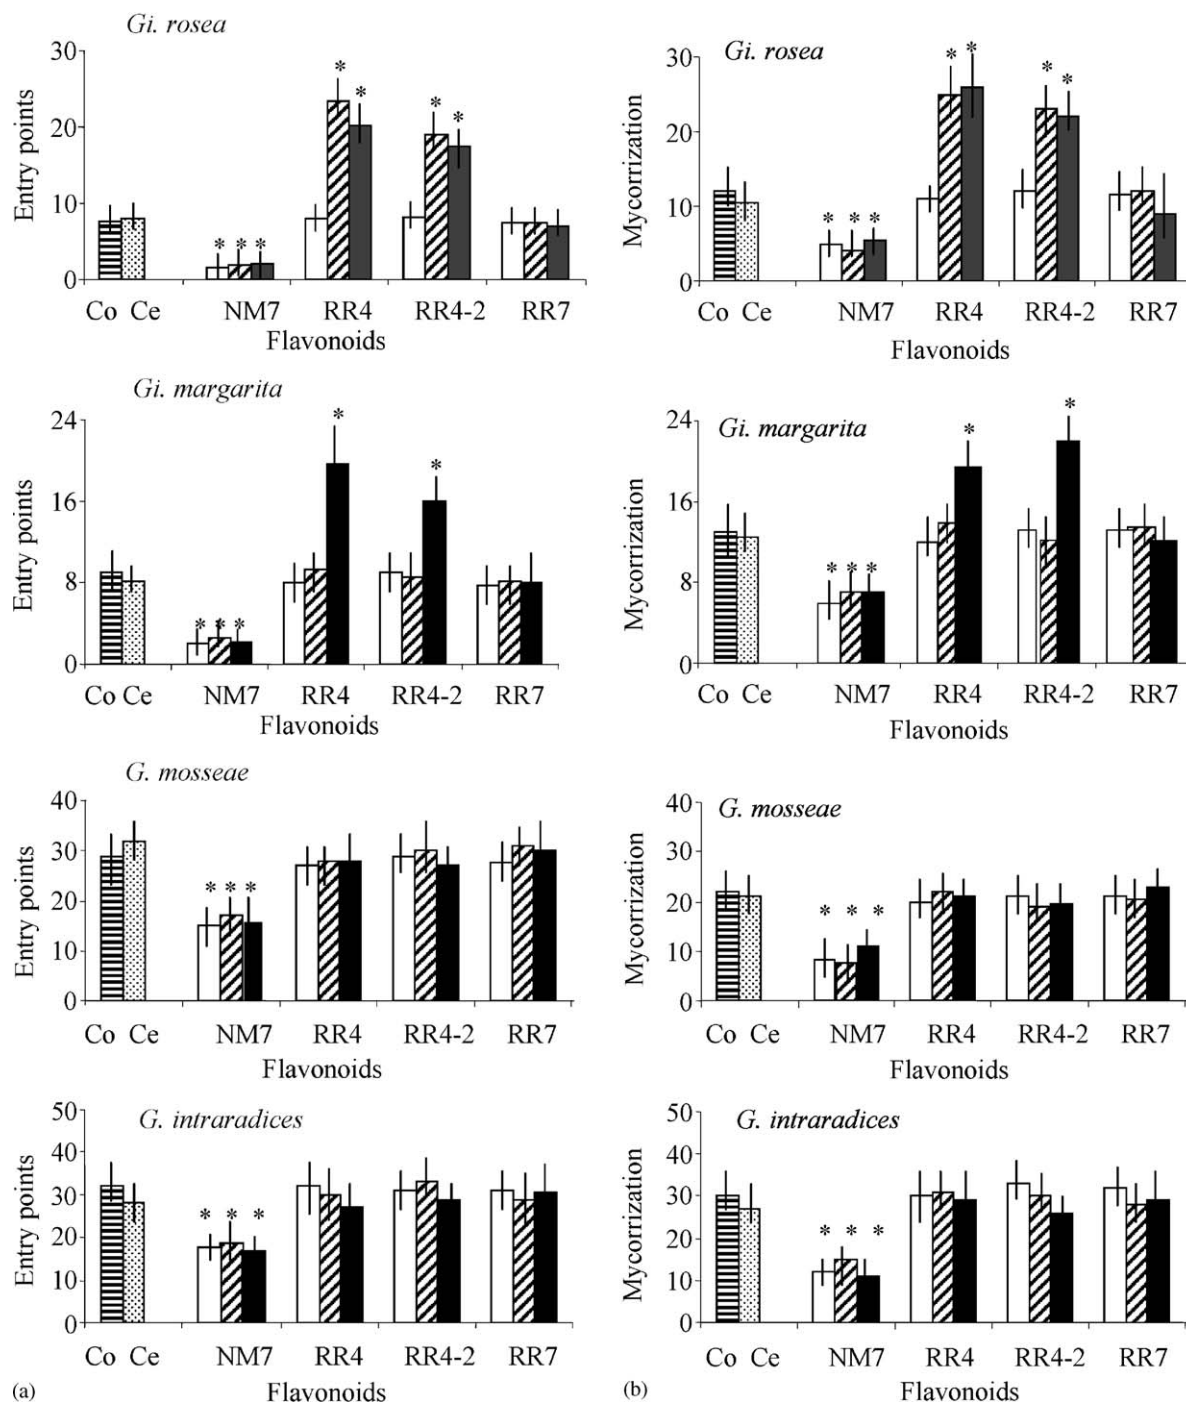 Gi. rosea
30
20
10
0
Entry points
* * * * * * *
Co Ce NM7 RR4 RR4-2 RR7
Flavonoids
Gi. rosea
30
20
10
0
Mycorrization
* * * * * * *
Co Ce NM7 RR4 RR4-2 RR7
Flavonoids
Gi. margarita
24
16
8
0
Entry points
* * * * *
Co Ce NM7 RR4 RR4-2 RR7
Flavonoids
Gi. margarita
24
16
8
0
Mycorrization
* * * * *
Co Ce NM7 RR4 RR4-2 RR7
Flavonoids
G. mosseae
40
30
20
10
0
Entry points
* * *
Co Ce NM7 RR4 RR4-2 RR7
Flavonoids
G. mosseae
40
30
20
10
0
Mycorrization
* * *
Co Ce NM7 RR4 RR4-2 RR7
Flavonoids
G. intraradices
50
40
30
20
10
0
Entry points
* * *
Co Ce NM7 RR4 RR4-2 RR7
Flavonoids
(a)
G. intraradices
50
40
30
20
10
0
Mycorrization
* * *
Co Ce NM7 RR4 RR4-2 RR7
Flavonoids
(b)